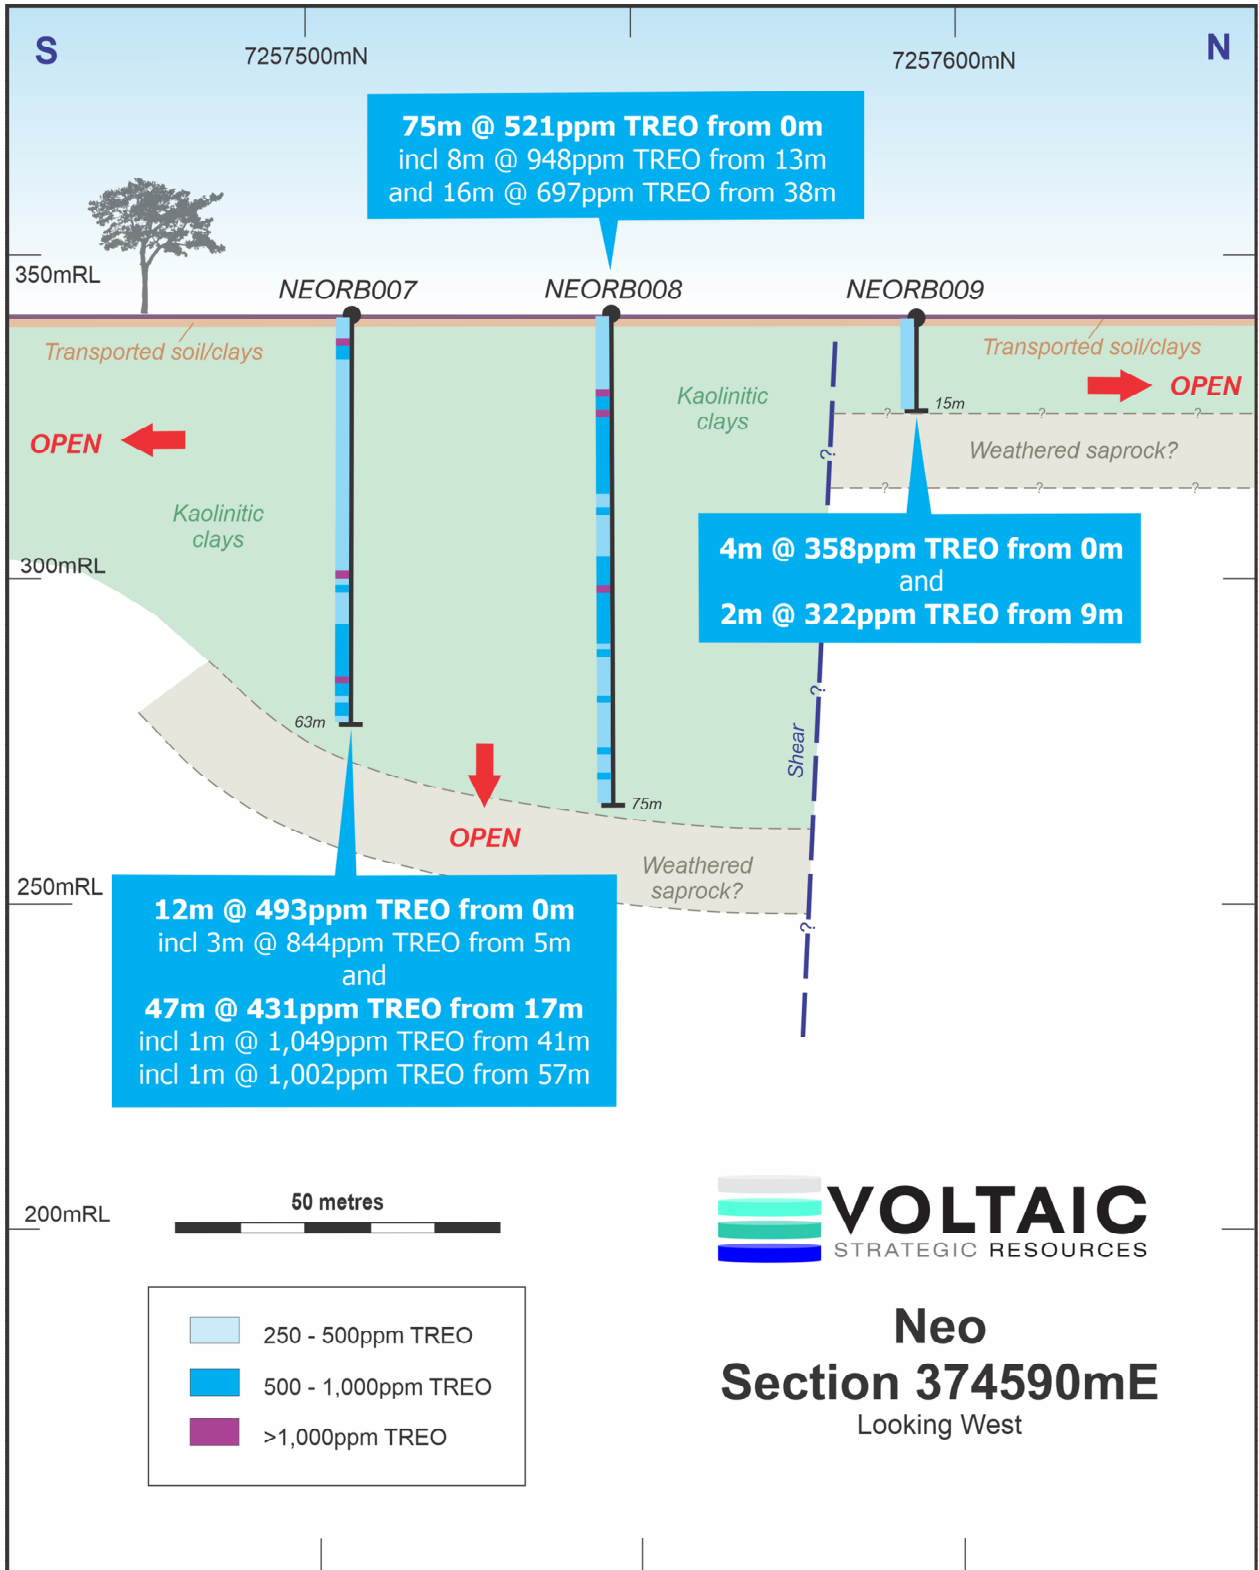 S
N
7257500mN
7257600mN
75m @ 521ppm TREO from 0m
incl 8m @ 948ppm TREO from 13m
and 16m @ 697ppm TREO from 38m
350mRL
NEORB007
NEORB008
NEORB009
Transported soil/clays
Transported soil/clays
Kaolinitic
clays
OPEN
15m
?
?
?
OPEN
Weathered saprock?
?
?
?
?
Kaolinitic
clays
4m @ 358ppm TREO from 0m
and
2m @ 322ppm TREO from 9m
300mRL
?
63m
Shear
75m
OPEN
Weathered
saprock?
250mRL
?
12m @ 493ppm TREO from 0m
incl 3m @ 844ppm TREO from 5m
and
47m @ 431ppm TREO from 17m
incl 1m @ 1,049ppm TREO from 41m
incl 1m @ 1,002ppm TREO from 57m
200mRL
50 metres
VOLTAIC
STRATEGIC RESOURCES
250 - 500ppm TREO
500 - 1,000ppm TREO
>1,000ppm TREO
Neo
Section 374590mE
Looking West